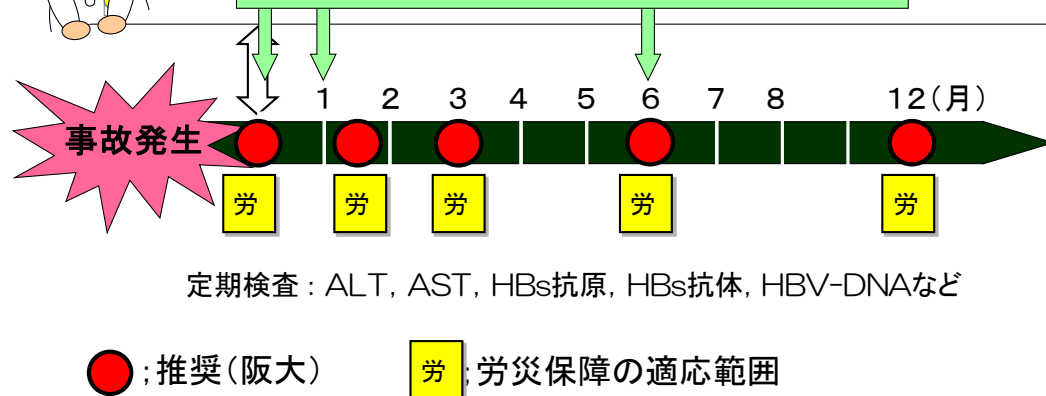 1 2 3 4 5 6 7 8 12(月)
事故発生
労 労 労 労 労
定期検査：ALT, AST, HBs抗原, HBs抗体, HBV-DNAなど
;推奨(阪大) 労 ;労災保障の適応範囲